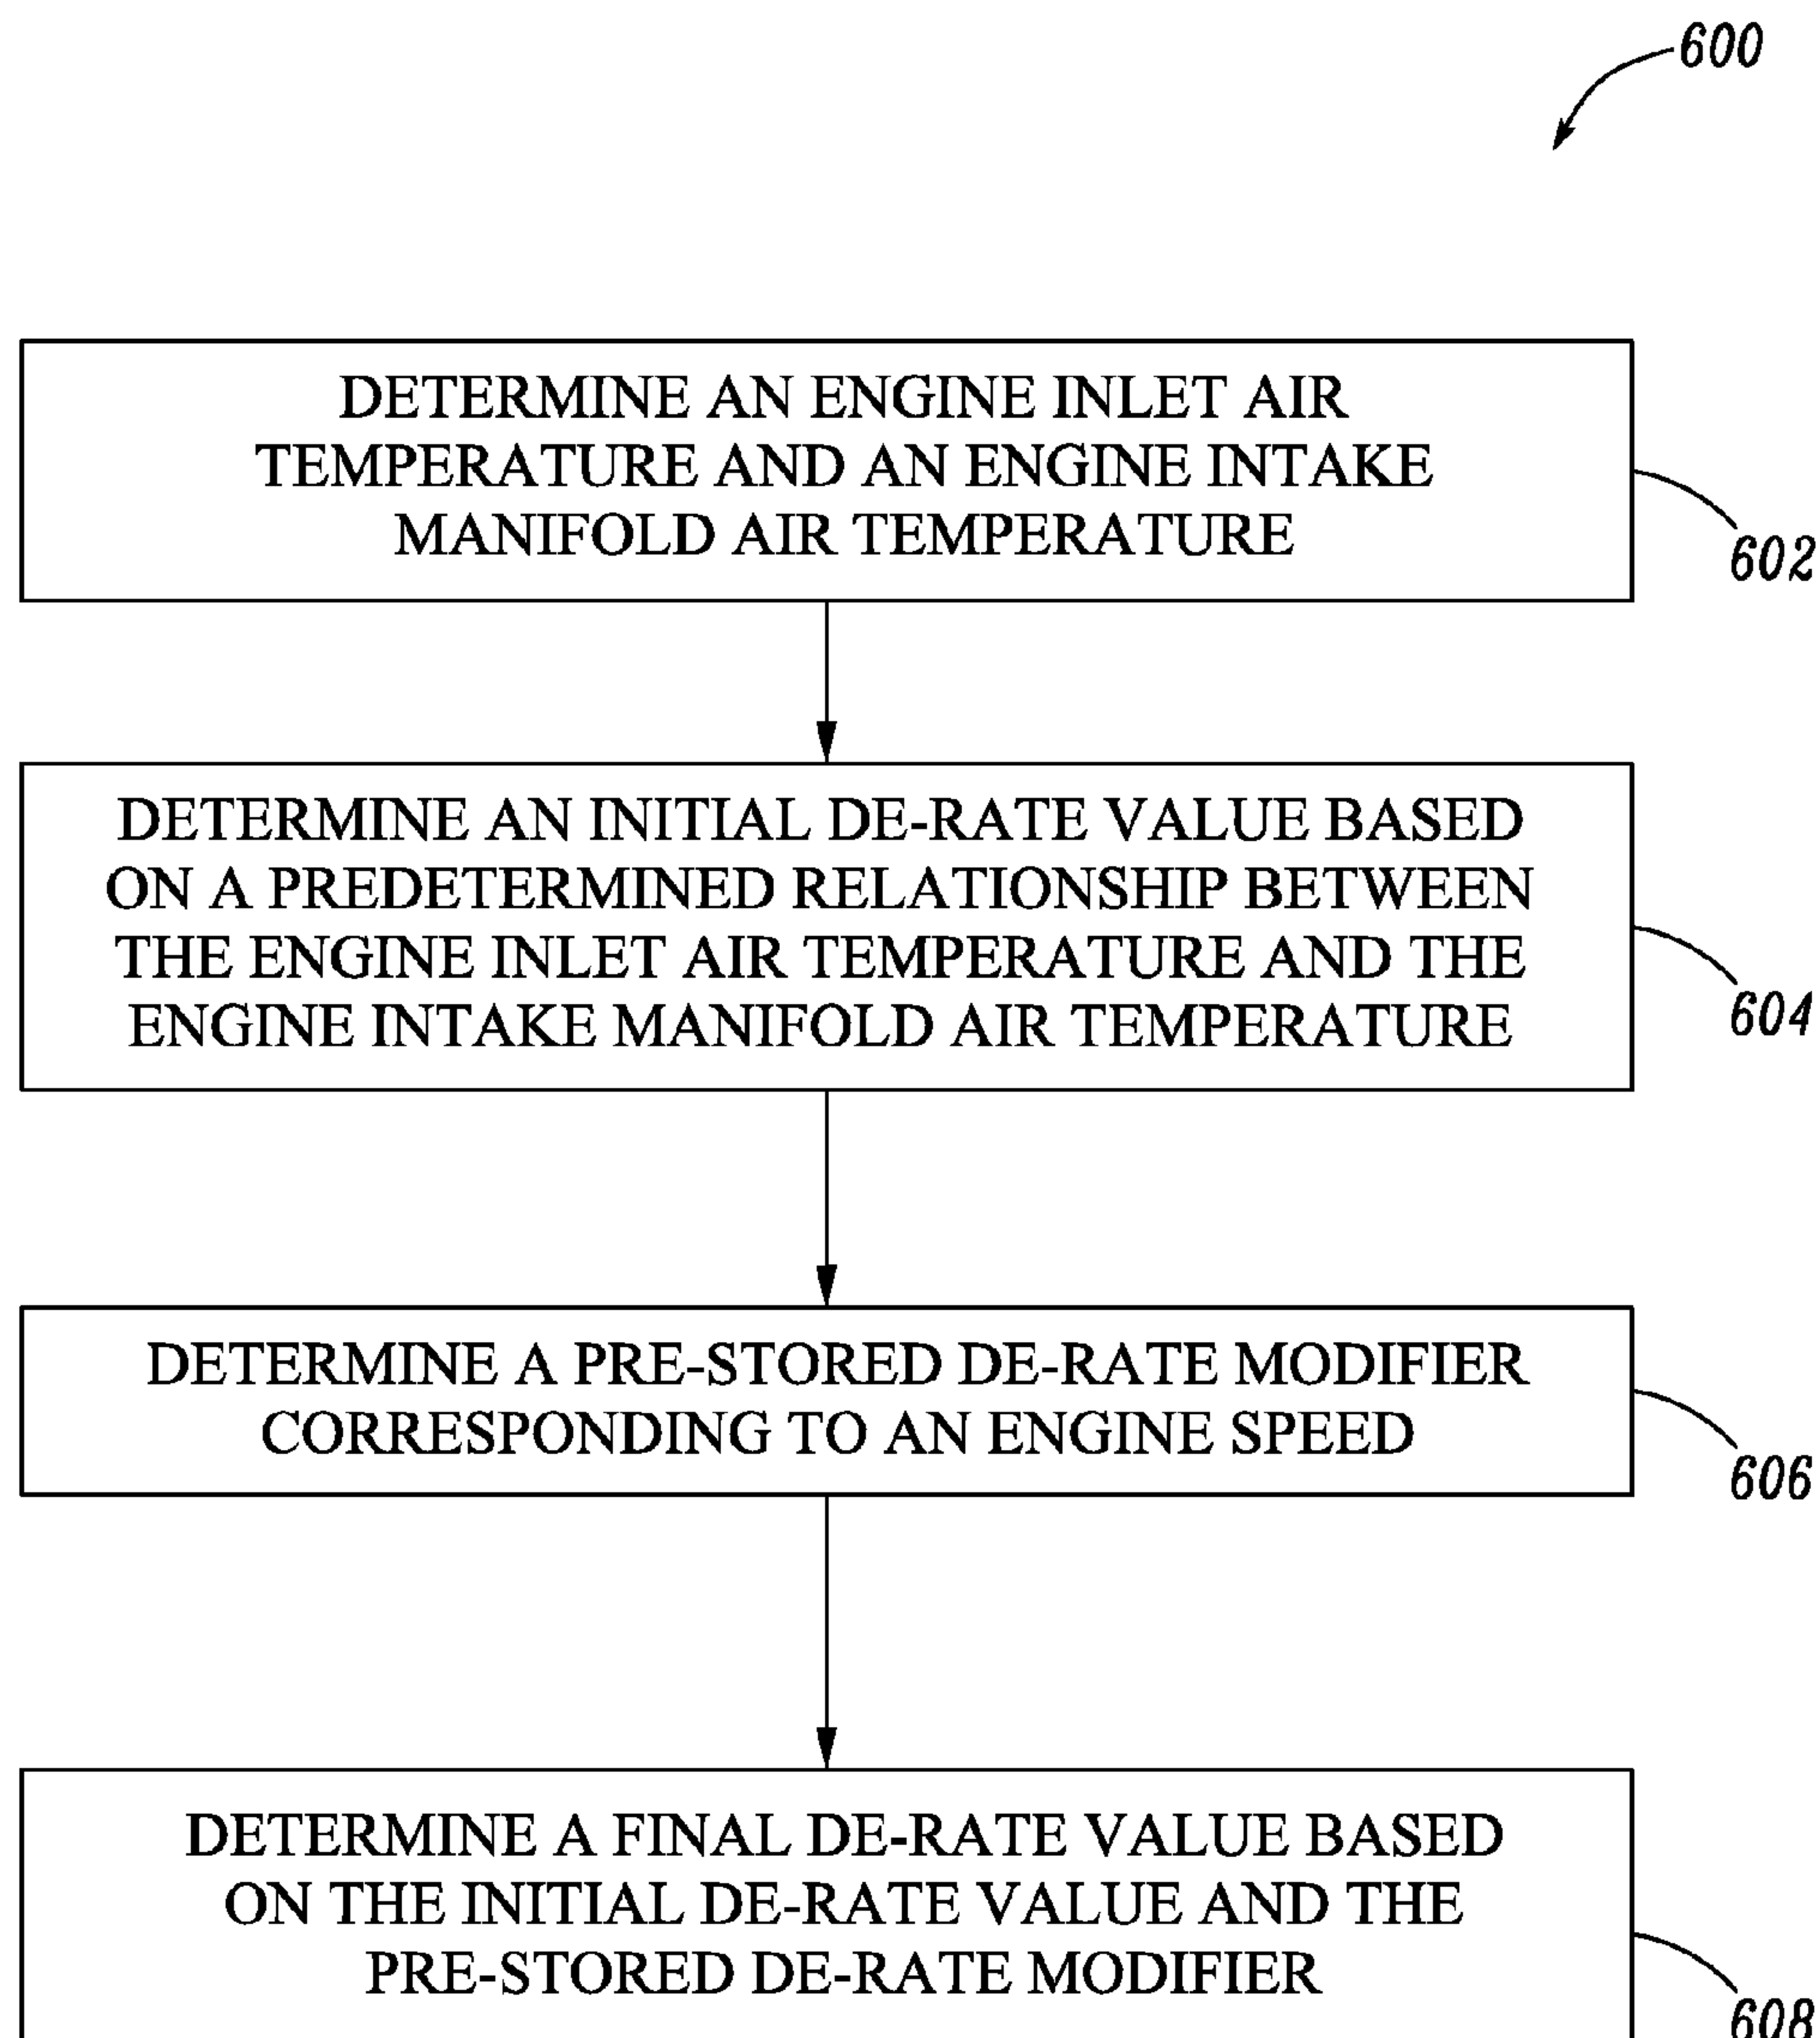 600
DETERMINE AN ENGINE INLET AIR
TEMPERATURE AND AN ENGINE INTAKE
MANIFOLD AIR TEMPERATURE
602
DETERMINE AN INITIAL DE-RATE VALUE BASED
ON A PREDETERMINED RELATIONSHIP BETWEEN
THE ENGINE INLET AIR TEMPERATURE AND THE
ENGINE INTAKE MANIFOLD AIR TEMPERATURE
604
DETERMINE A PRE-STORED DE-RATE MODIFIER
CORRESPONDING TO AN ENGINE SPEED
606
DETERMINE A FINAL DE-RATE VALUE BASED
ON THE INITIAL DE-RATE VALUE AND THE
PRE-STORED DE-RATE MODIFIER
608